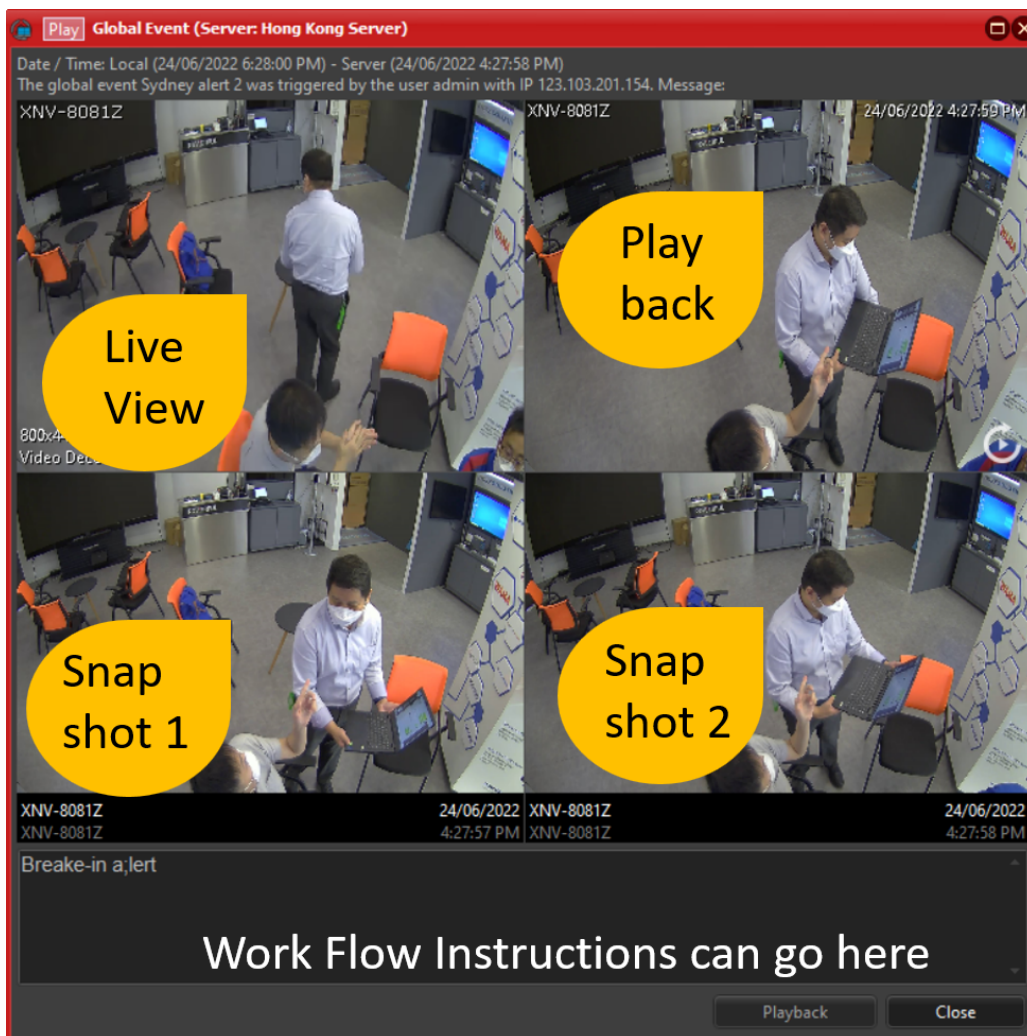 Play Global Event (Server: Hong Kong Server)
Date / Time: Local (24/06/2022 6:28:00 PM) - Server (24/06/2022 4:27:58 PM)
The global event Sydney alert 2 was triggered by the user admin with IP 123.103.201.154. Message:
XNV-8081Z
XNV-8081Z
24/06/2022 4:27:59 PM
Live
View
Play
back
800x4
Video Dec
Snap
shot 1
Snap
shot 2
XNV-8081Z
24/06/2022
XNV-8081Z
4:27:57 PM
XNV-8081Z
24/06/2022
XNV-8081Z
4:27:58 PM
Breake-in a;lert
Work Flow Instructions can go here
Playback
Close